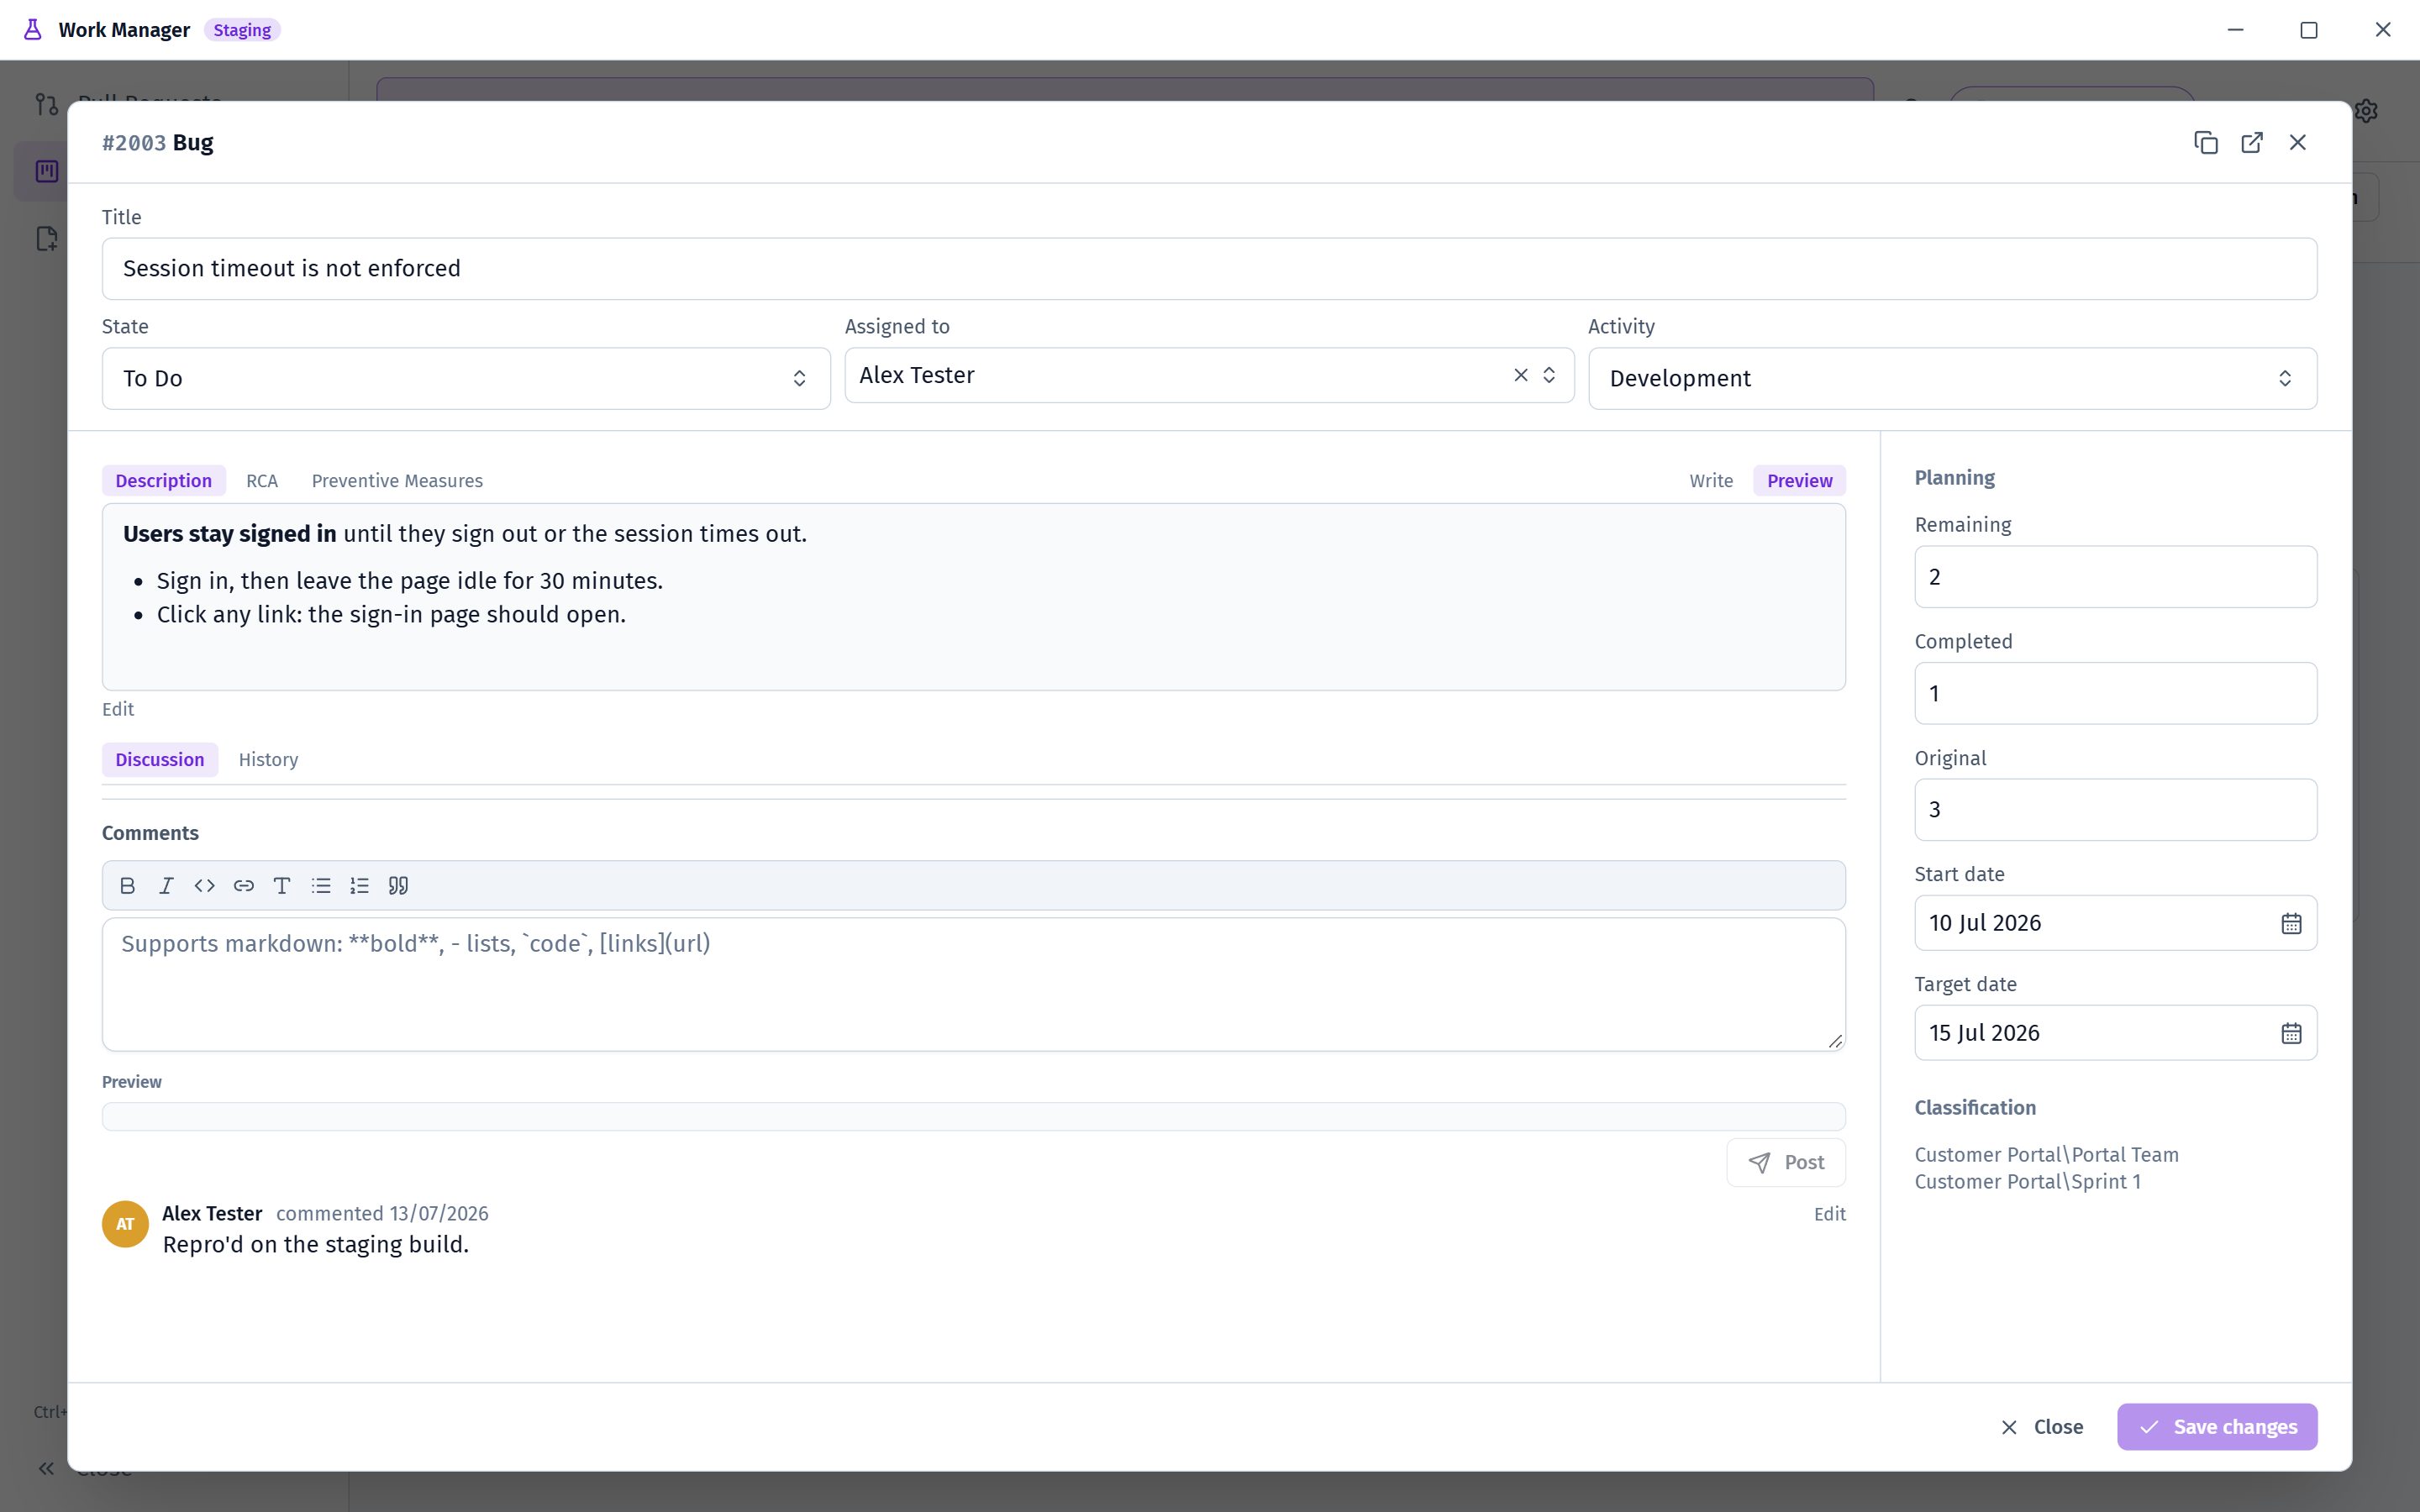 Work Manager Staging
#2003 Bug
Title
Session timeout is not enforced
State
To Do
Assigned to
Alex Tester
Activity
Development
Description RCA Preventive Measures Write Preview
Users stay signed in until they sign out or the session times out.
• Sign in, then leave the page idle for 30 minutes.
• Click any link: the sign-in page should open.
Edit
Discussion History
Comments
Supports markdown: **bold**, - lists, `code`, [links](url)
Preview
Post
AT
Alex Tester commented 13/07/2026 Edit
Repro'd on the staging build.
Planning
Remaining
2
Completed
1
Original
3
Start date
10 Jul 2026
Target date
15 Jul 2026
Classification
Customer Portal\Portal Team
Customer Portal\Sprint 1
Ctrl+
Close Save changes